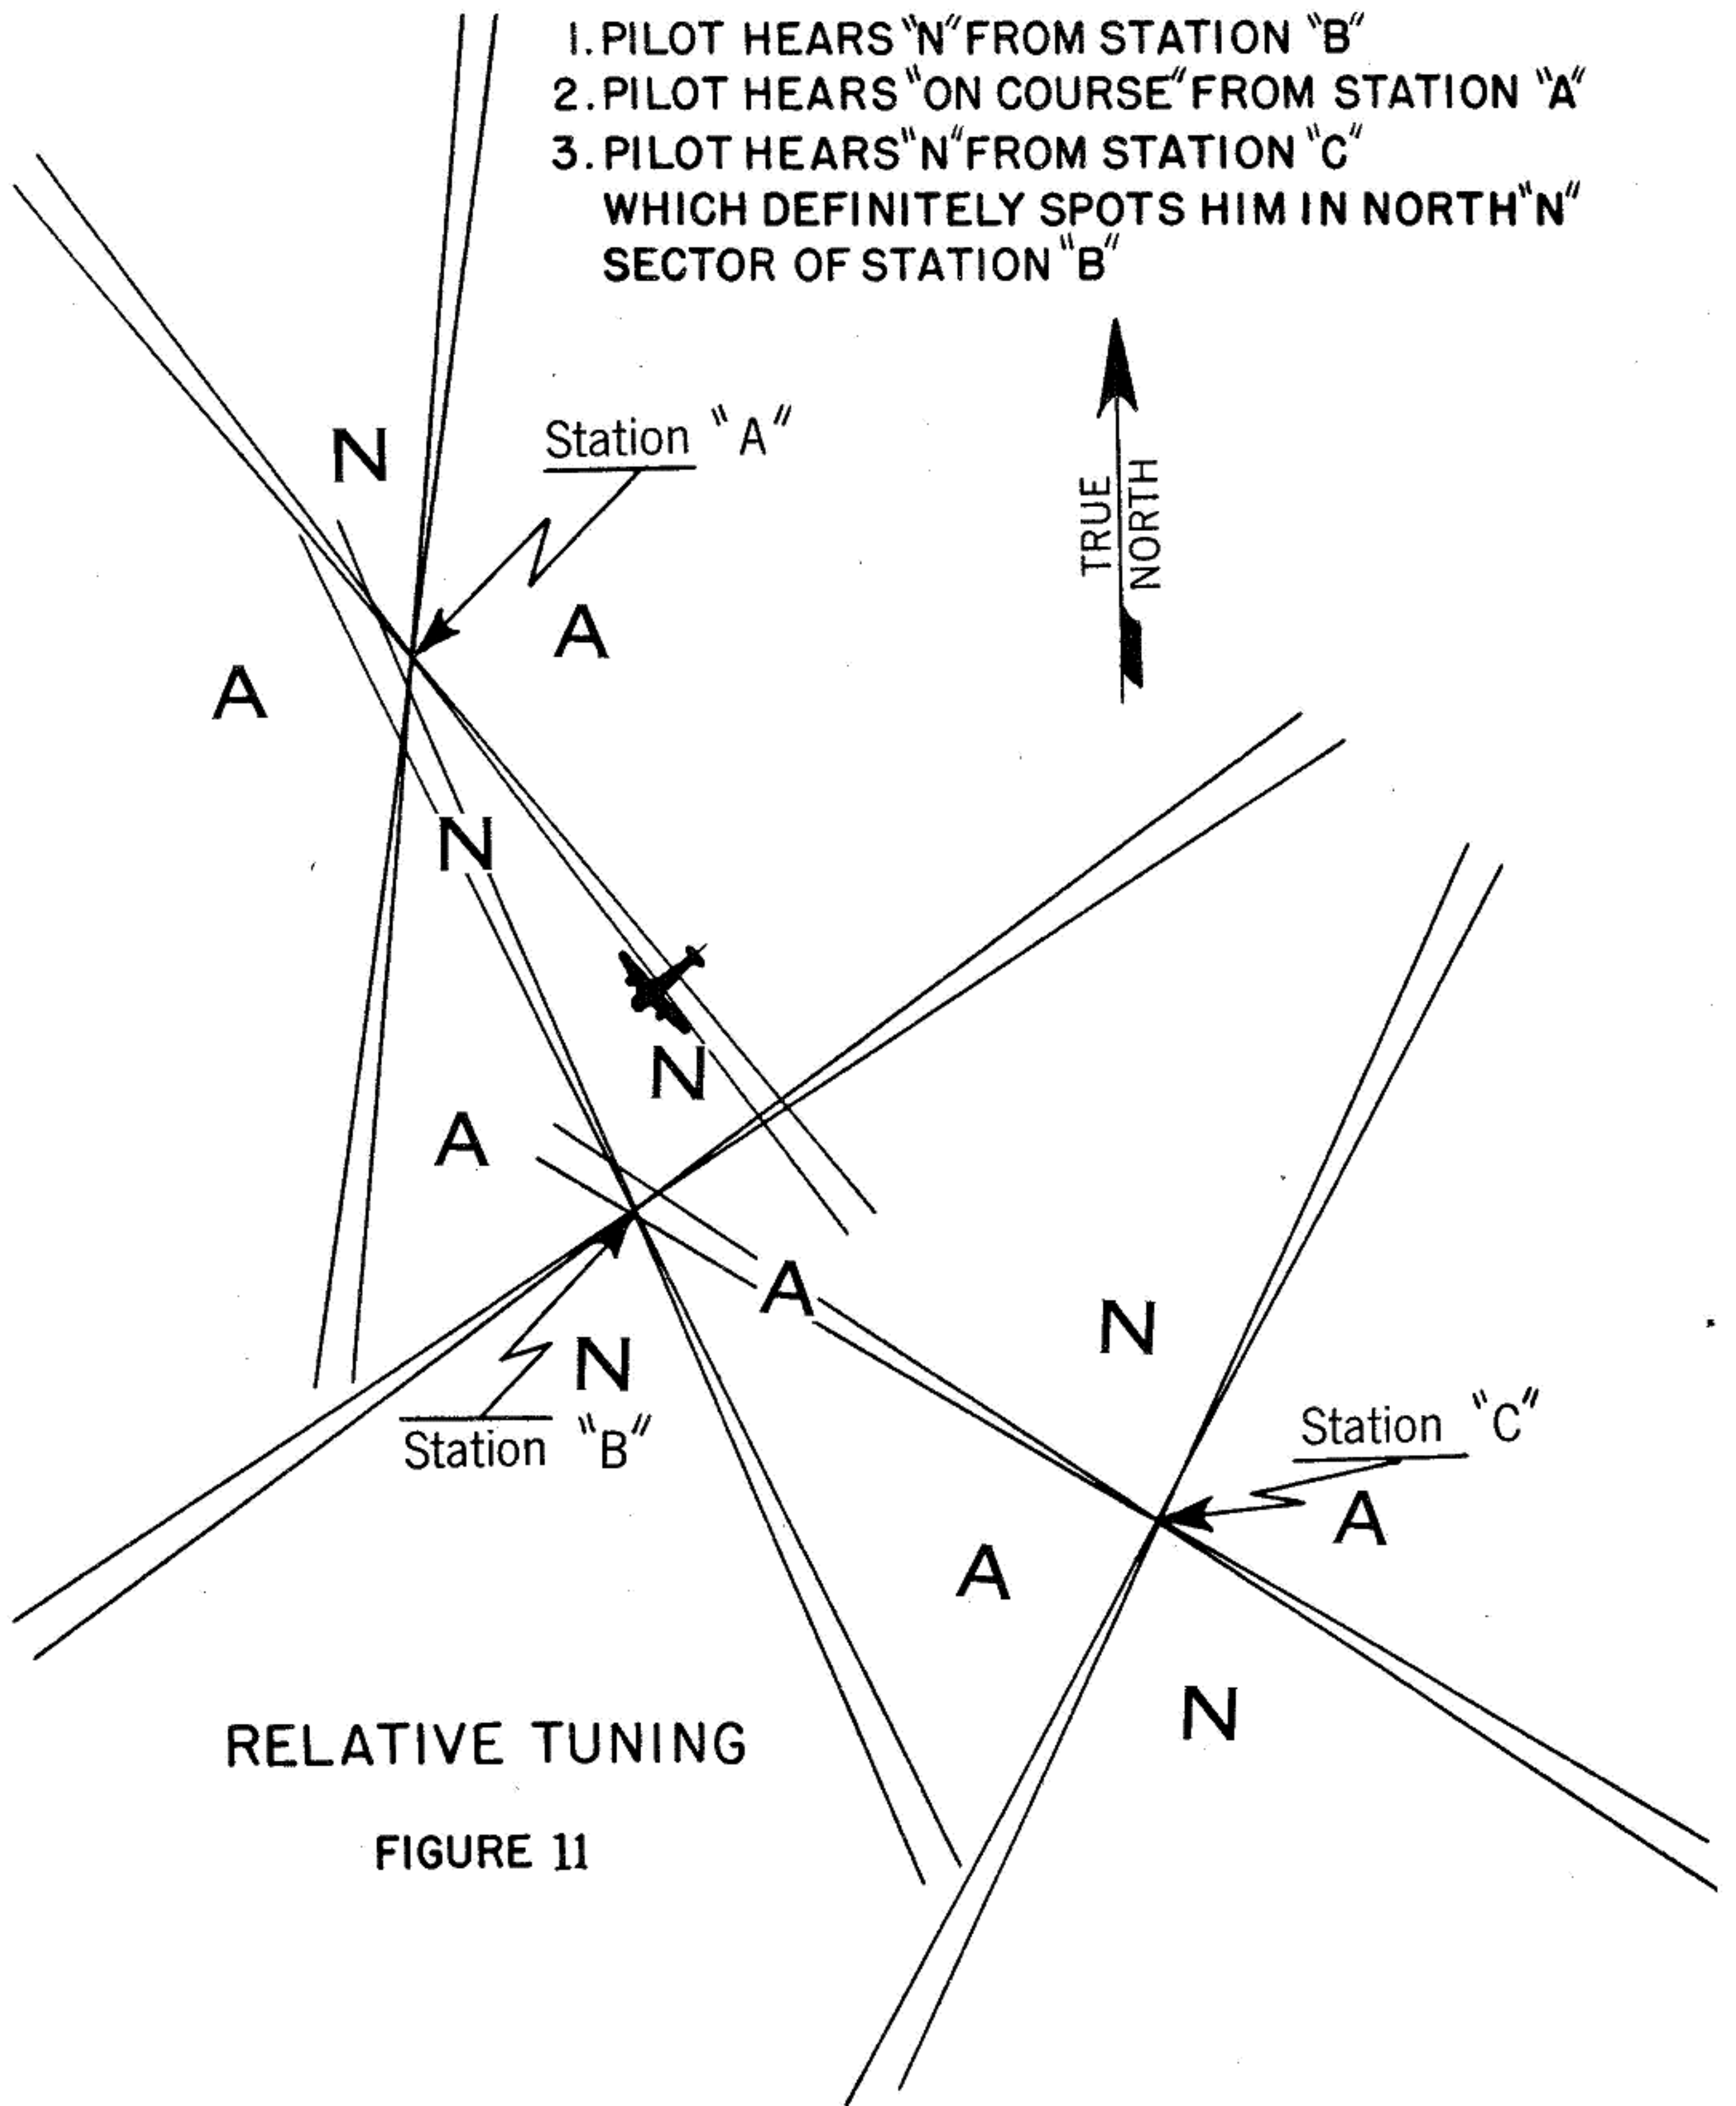 1. PILOT HEARS "N" FROM STATION "B"
2. PILOT HEARS "ON COURSE" FROM STATION "A"
3. PILOT HEARS "N" FROM STATION "C"
WHICH DEFINITELY SPOTS HIM IN NORTH "N"
SECTOR OF STATION "B"
N
Station "A"
TRUE
NORTH
A
A
N
N
A
A
N
N
Station "B"
Station "C"
A
A
N
RELATIVE TUNING
FIGURE 11